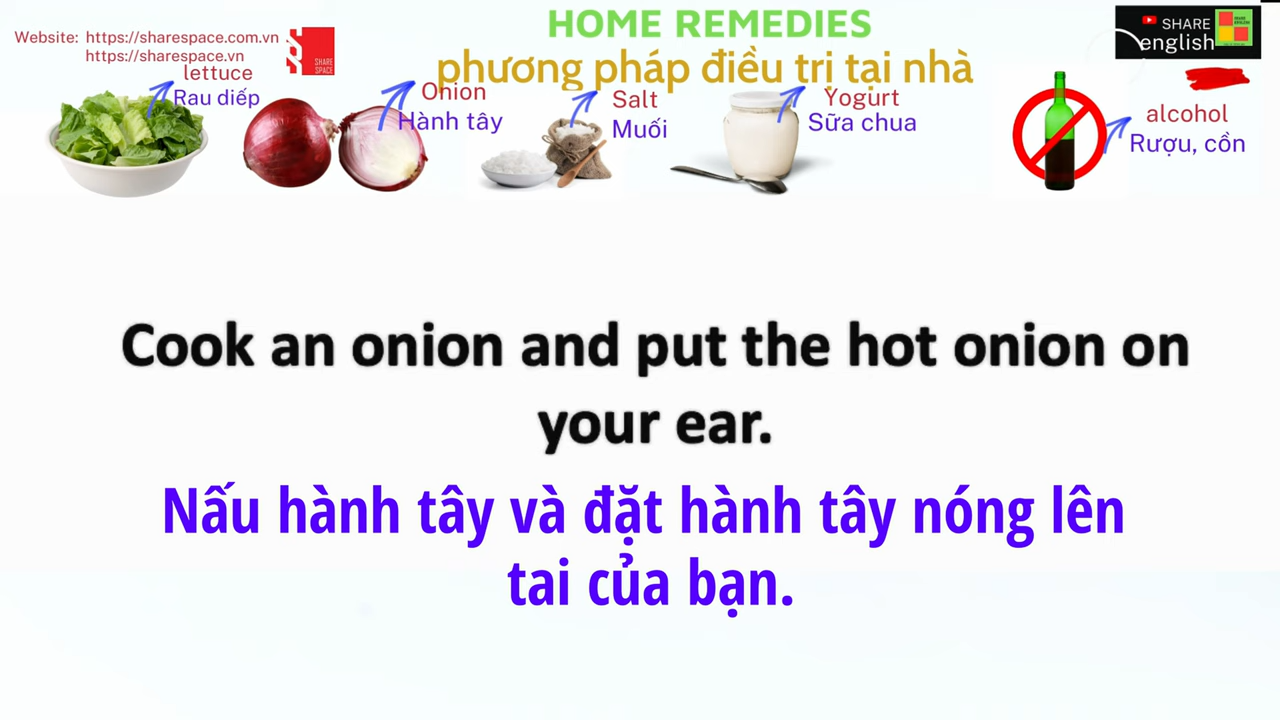 HOME REMEDIES
phương pháp điều trị tại nhà
Website: https://sharespace.com.vn
https://sharespace.vn
SHARE
SPACE
SHARE
english
lettuce
Rau diếp
Onion
Hành tây
Salt
Muối
Yogurt
Sữa chua
alcohol
Rượu, cồn
Cook an onion and put the hot onion on
your ear.
Nấu hành tây và đặt hành tây nóng lên
tai của bạn.